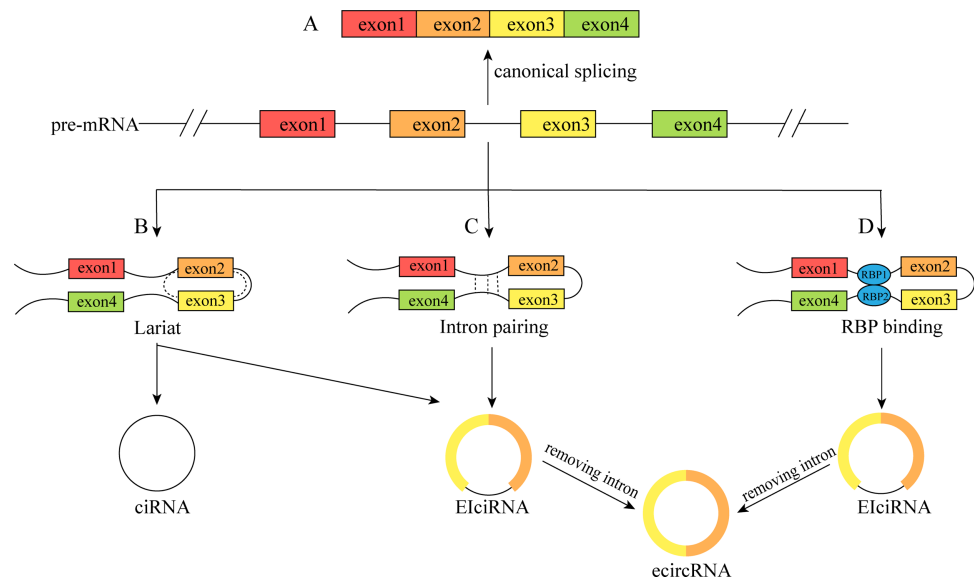 A
exon1 exon2 exon3 exon4
canonical splicing
pre-mRNA
exon1 exon2 exon3 exon4
B C D
exon1 exon2
exon4 exon3
Lariat
exon1 exon2
exon4 exon3
Intron pairing
exon1 RBP1 exon2
exon4 RBP2 exon3
RBP binding
ciRNA
EIciRNA
removing intron
ecircRNA
removing intron
EIciRNA